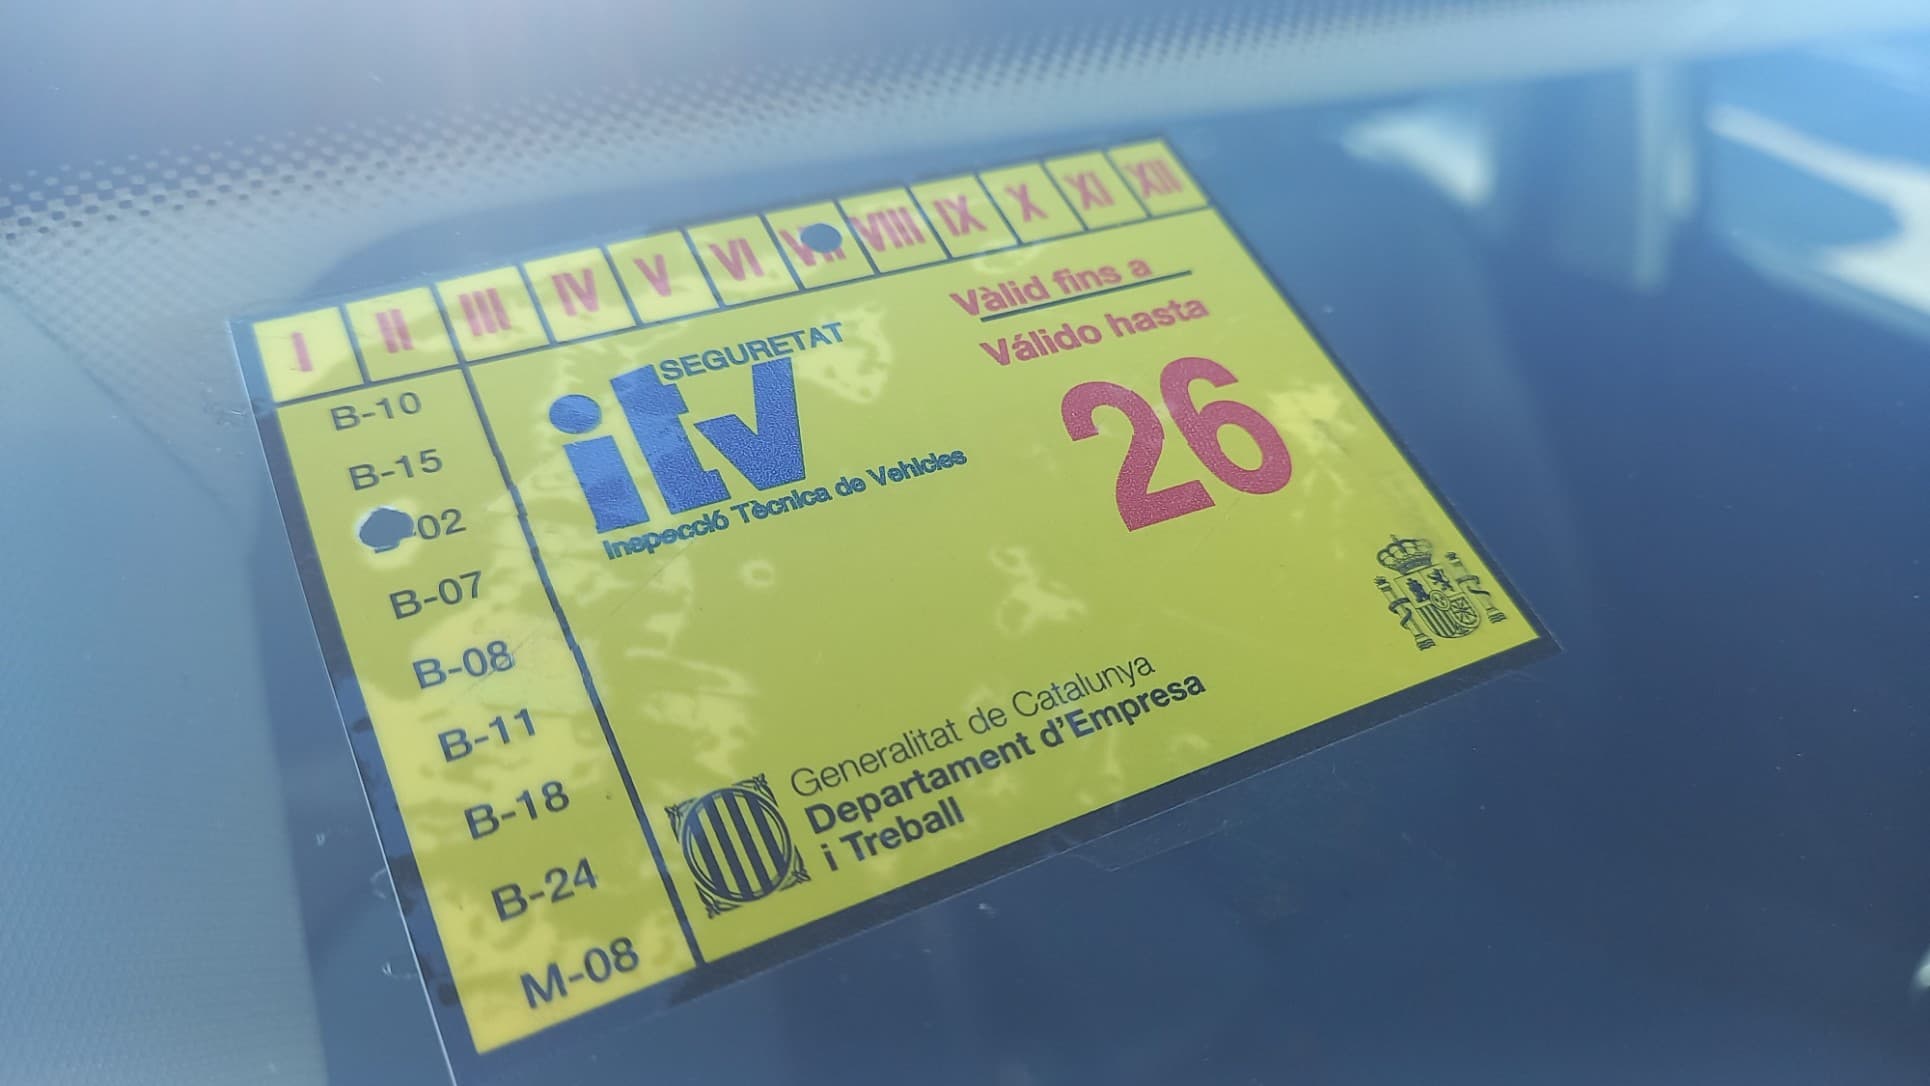 I II III IV V VI VII VIII IX X XI XII
Vàlid fins a
Válido hasta
26
SEGURETAT
itv
Inspecció Tècnica de Vehicles
B-10
B-15
02
B-07
B-08
B-11
B-18
B-24
M-08
Generalitat de Catalunya
Departament d'Empresa
i Treball